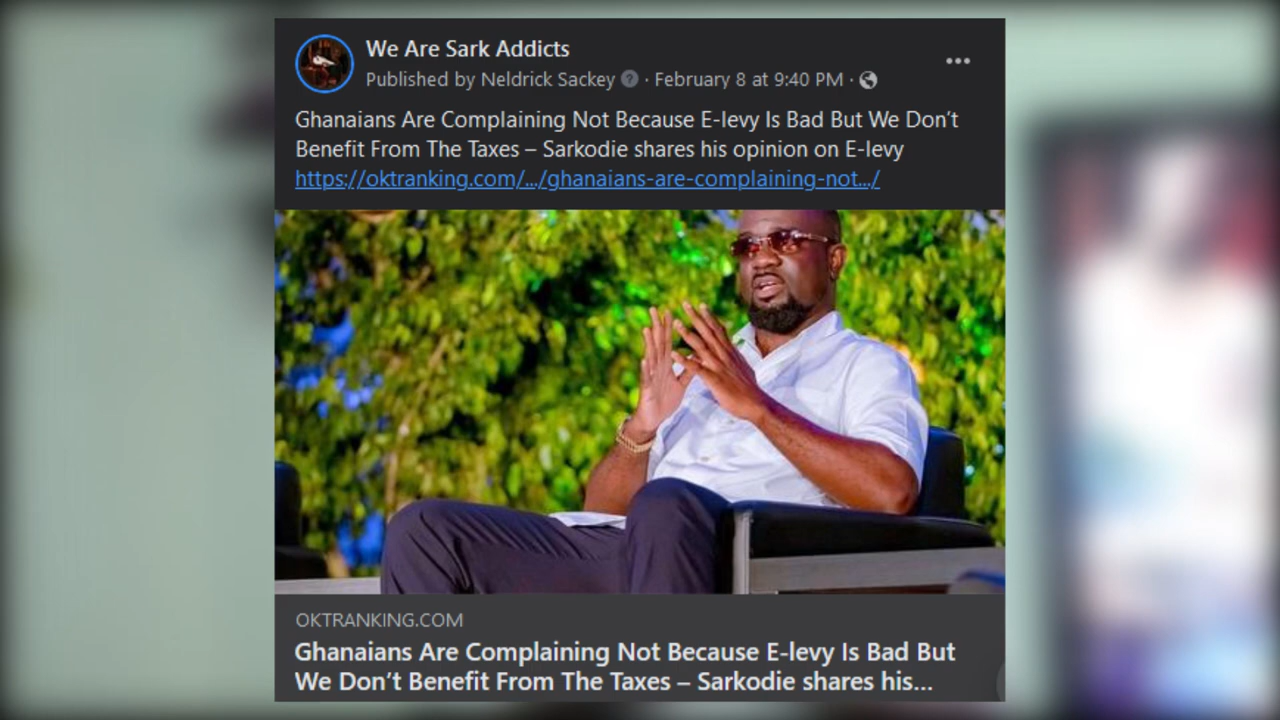 We Are Sark Addicts
Published by Neldrick Sackey · February 8 at 9:40 PM ·
Ghanaians Are Complaining Not Because E-levy Is Bad But We Don't
Benefit From The Taxes – Sarkodie shares his opinion on E-levy
https://oktranking.com/.../ghanaians-are-complaining-not.../
OKTRANKING.COM
Ghanaians Are Complaining Not Because E-levy Is Bad But
We Don't Benefit From The Taxes – Sarkodie shares his...